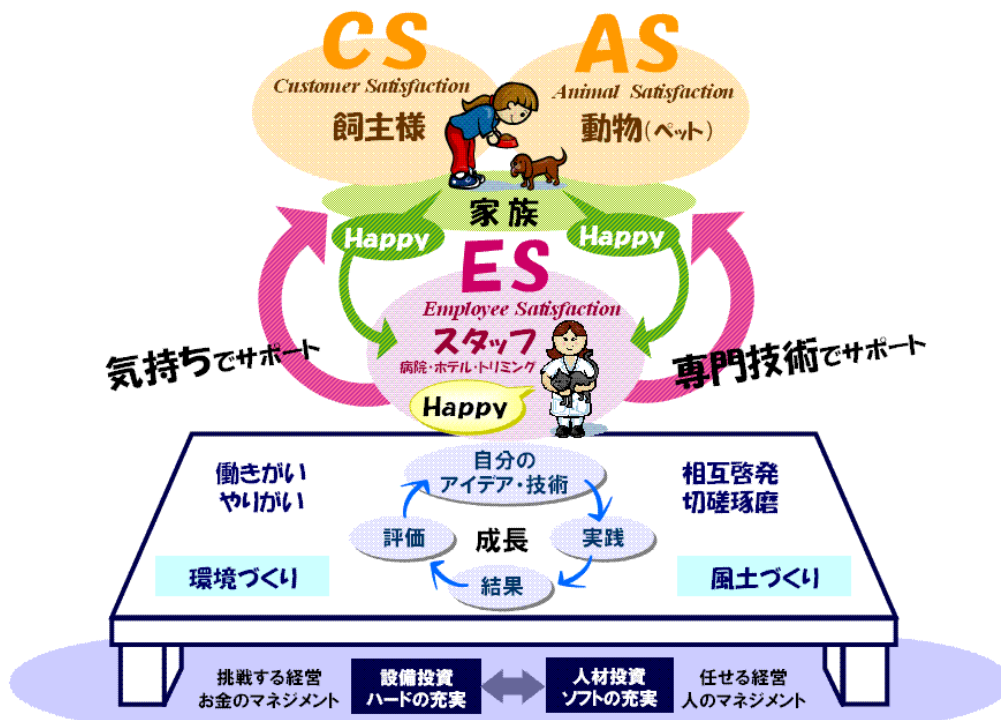 CS
Customer Satisfaction
飼主様
AS
Animal Satisfaction
動物(ペット)
家族
Happy
Happy
ES
Employee Satisfaction
スタッフ
病院・ホテル・トリミング
Happy
気持ちでサポート
専門技術でサポート
働きがい
やりがい
環境づくり
自分の
アイデア・技術
評価
成長
実践
結果
相互啓発
切磋琢磨
風土づくり
挑戦する経営
お金のマネジメント
設備投資
ハードの充実
人材投資
ソフトの充実
任せる経営
人のマネジメント